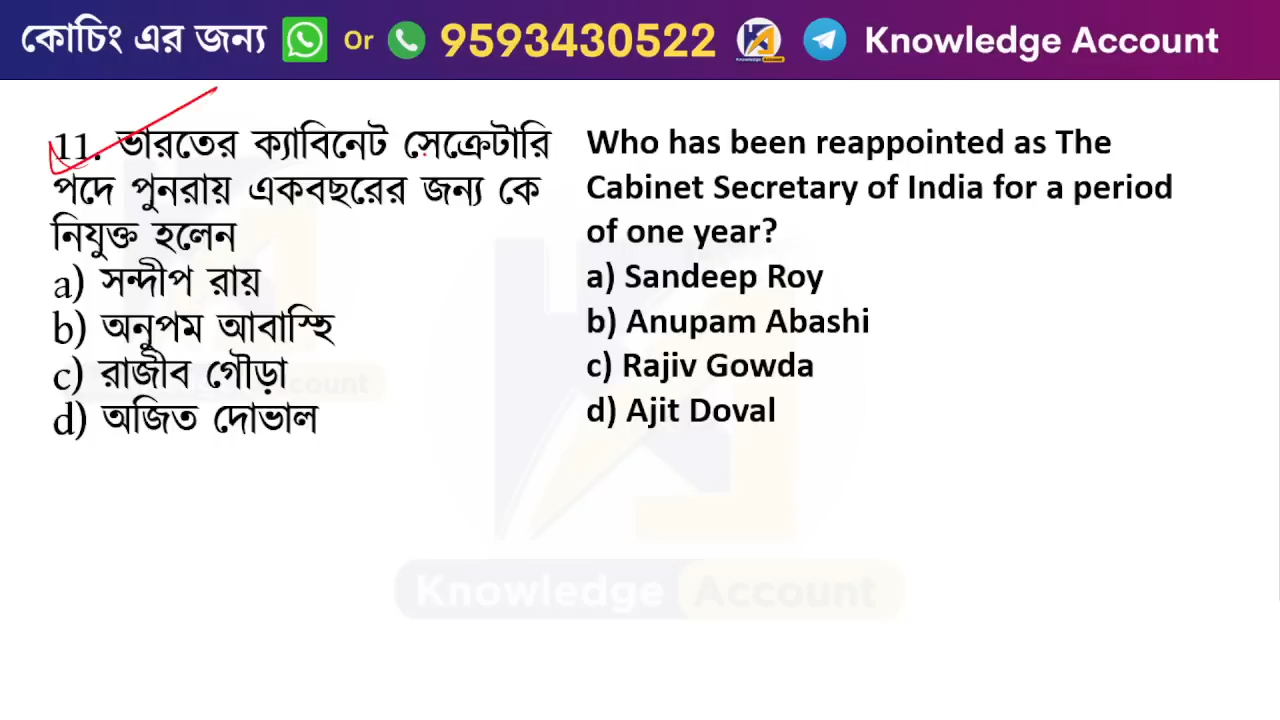 কোচিং এর জন্য Or 9593430522 Knowledge Account
11. ভারতের ক্যাবিনেট সেক্রেটারি
পদে পুনরায় একবছরের জন্য কে
নিযুক্ত হলেন
a) সন্দীপ রায়
b) অনুপম আবাস্থি
c) রাজীব গৌড়া
d) অজিত দোভাল
Who has been reappointed as The
Cabinet Secretary of India for a period
of one year?
a) Sandeep Roy
b) Anupam Abashi
c) Rajiv Gowda
d) Ajit Doval
Knowledge Account